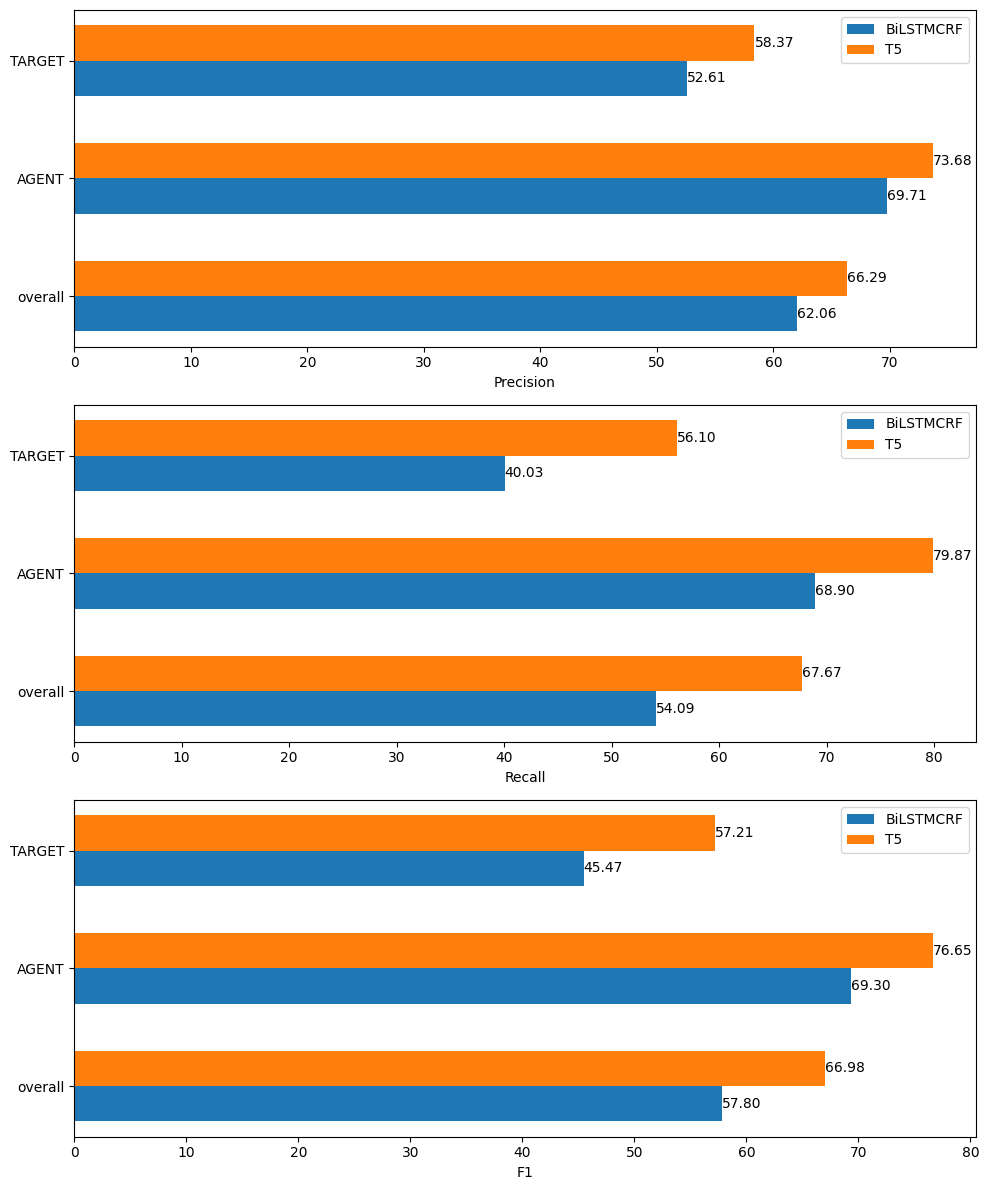 BiLSTMCRF
T5
TARGET
58.37
52.61
AGENT
73.68
69.71
overall
66.29
62.06
0 10 20 30 40 50 60 70
Precision
BiLSTMCRF
T5
TARGET
56.10
40.03
AGENT
79.87
68.90
overall
67.67
54.09
0 10 20 30 40 50 60 70 80
Recall
BiLSTMCRF
T5
TARGET
57.21
45.47
AGENT
76.65
69.30
overall
66.98
57.80
0 10 20 30 40 50 60 70 80
F1